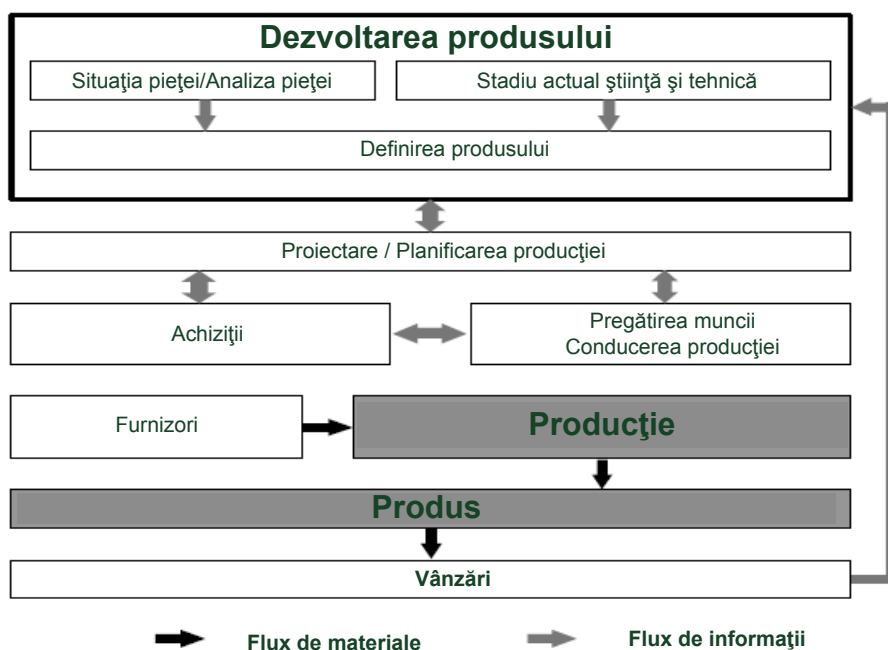 Dezvoltarea produsului
Situaţia pieţei/Analiza pieţei
Stadiu actual ştiinţă şi tehnică
Definirea produsului
Proiectare / Planificarea producţiei
Achiziţii
Pregătirea muncii
Conducerea producţiei
Furnizori
Producţie
Produs
Vânzări
Flux de materiale
Flux de informaţii